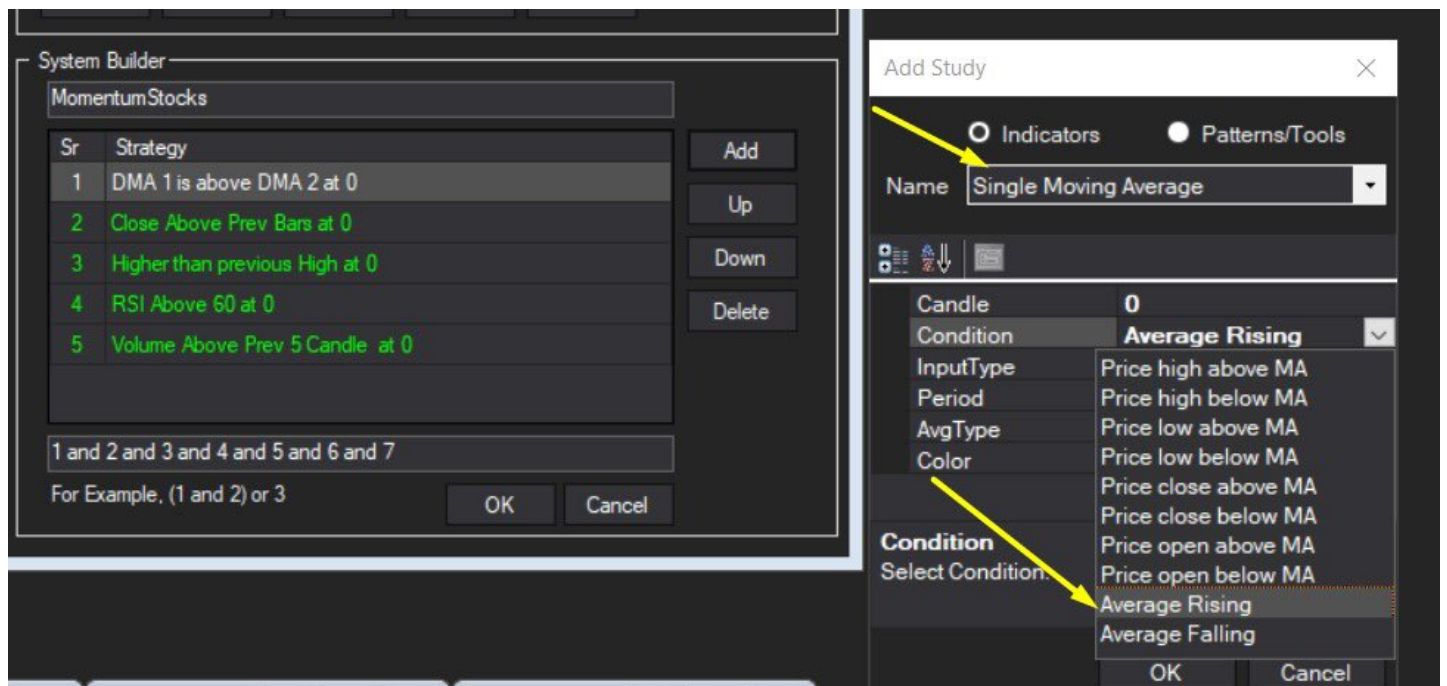 System Builder
MomentumStocks
Sr Strategy
1 DMA 1 is above DMA 2 at 0
2 Close Above Prev Bars at 0
3 Higher than previous High at 0
4 RSI Above 60 at 0
5 Volume Above Prev 5 Candle at 0
Add
Up
Down
Delete
1 and 2 and 3 and 4 and 5 and 6 and 7
For Example, (1 and 2) or 3
OK Cancel
Add Study
Indicators Patterns/Tools
Name Single Moving Average
Candle 0
Condition Average Rising
InputType
Period
AvgType
Color
Price high above MA
Price high below MA
Price low above MA
Price low below MA
Price close above MA
Price close below MA
Price open above MA
Price open below MA
Average Rising
Average Falling
Condition
Select Condition.
OK Cancel